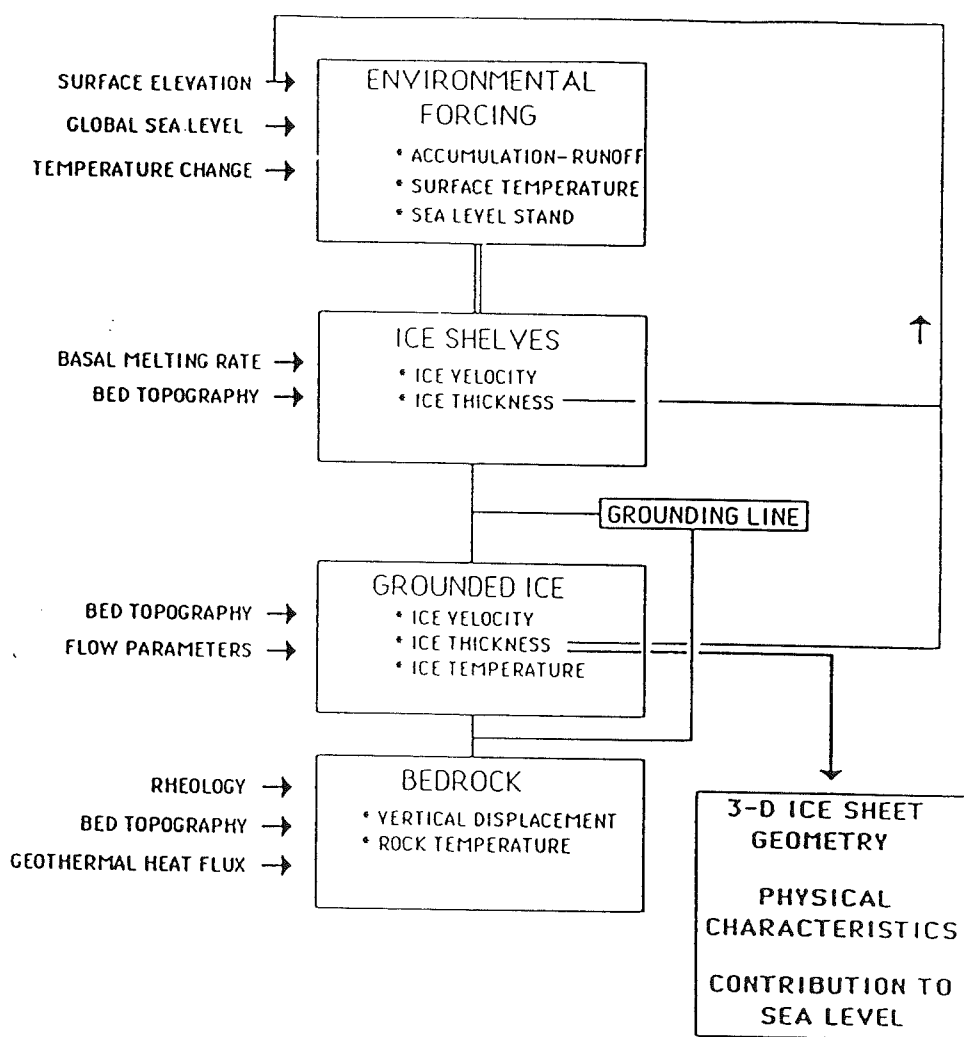 SURFACE ELEVATION
GLOBAL SEA LEVEL
TEMPERATURE CHANGE
ENVIRONMENTAL
FORCING
* ACCUMULATION-RUNOFF
* SURFACE TEMPERATURE
* SEA LEVEL STAND
BASAL MELTING RATE
BED TOPOGRAPHY
ICE SHELVES
* ICE VELOCITY
* ICE THICKNESS
GROUNDING LINE
BED TOPOGRAPHY
FLOW PARAMETERS
GROUNDED ICE
* ICE VELOCITY
* ICE THICKNESS
* ICE TEMPERATURE
RHEOLOGY
BED TOPOGRAPHY
GEOTHERMAL HEAT FLUX
BEDROCK
* VERTICAL DISPLACEMENT
* ROCK TEMPERATURE
3-D ICE SHEET
GEOMETRY
PHYSICAL
CHARACTERISTICS
CONTRIBUTION TO
SEA LEVEL